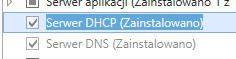 Serwer aplikacji (Zainstalowano 1 z
Serwer DHCP (Zainstalowano)
Serwer DNS (Zainstalowano)